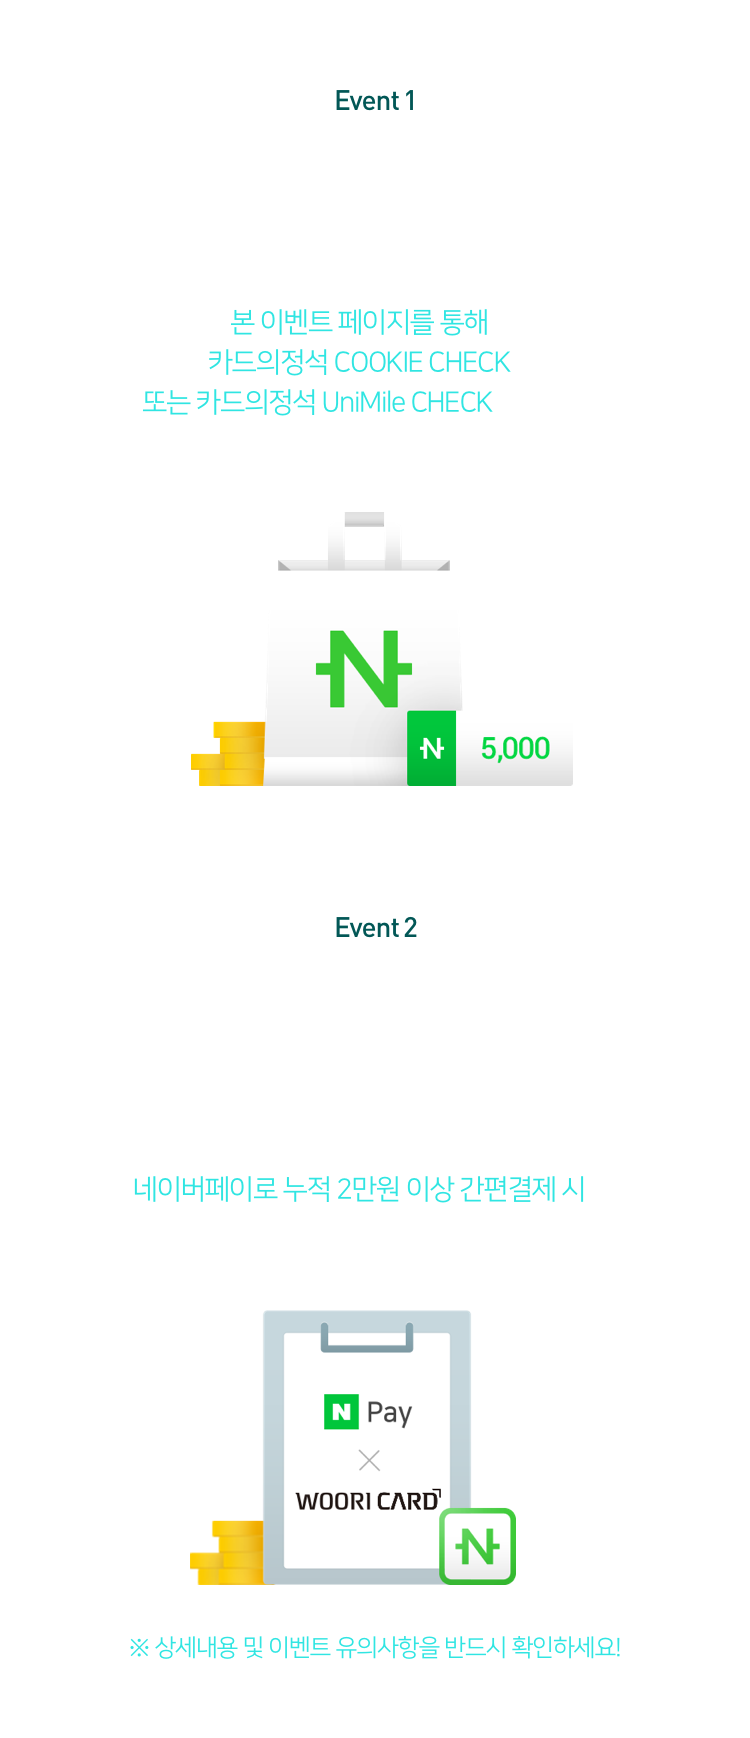 Event 1
본 이벤트 페이지를 통해
카드의정석 COOKIE CHECK
또는 카드의정석 UniMile CHECK
N
N 5,000
Event 2
네이버페이로 누적 2만원 이상 간편결제 시
N Pay
WOORI CARD
N
※ 상세내용 및 이벤트 유의사항을 반드시 확인하세요!